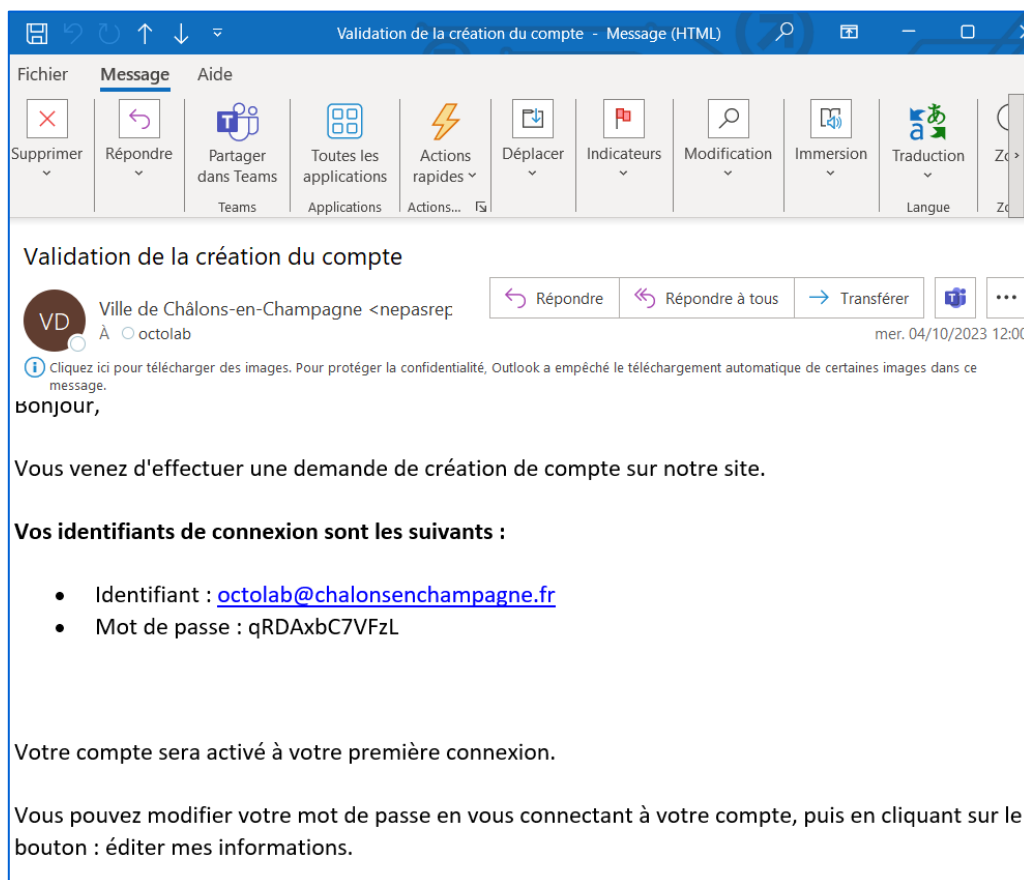 Validation de la création du compte - Message (HTML)
Fichier Message Aide
Supprimer Répondre Partager dans Teams Toutes les applications Actions rapides Déplacer Indicateurs Modification Immersion Traduction
Teams Applications Actions... Langue
Validation de la création du compte
VD
Ville de Châlons-en-Champagne <nepasrep
Répondre Répondre à tous Transférer
À octolab
mer. 04/10/2023 12:00
Cliquez ici pour télécharger des images. Pour protéger la confidentialité, Outlook a empêché le téléchargement automatique de certaines images dans ce
message.
Bonjour,
Vous venez d'effectuer une demande de création de compte sur notre site.
Vos identifiants de connexion sont les suivants :
• Identifiant : octolab@chalonsenchampagne.fr
• Mot de passe : qRDAxbC7VFzL
Votre compte sera activé à votre première connexion.
Vous pouvez modifier votre mot de passe en vous connectant à votre compte, puis en cliquant sur le
bouton : éditer mes informations.